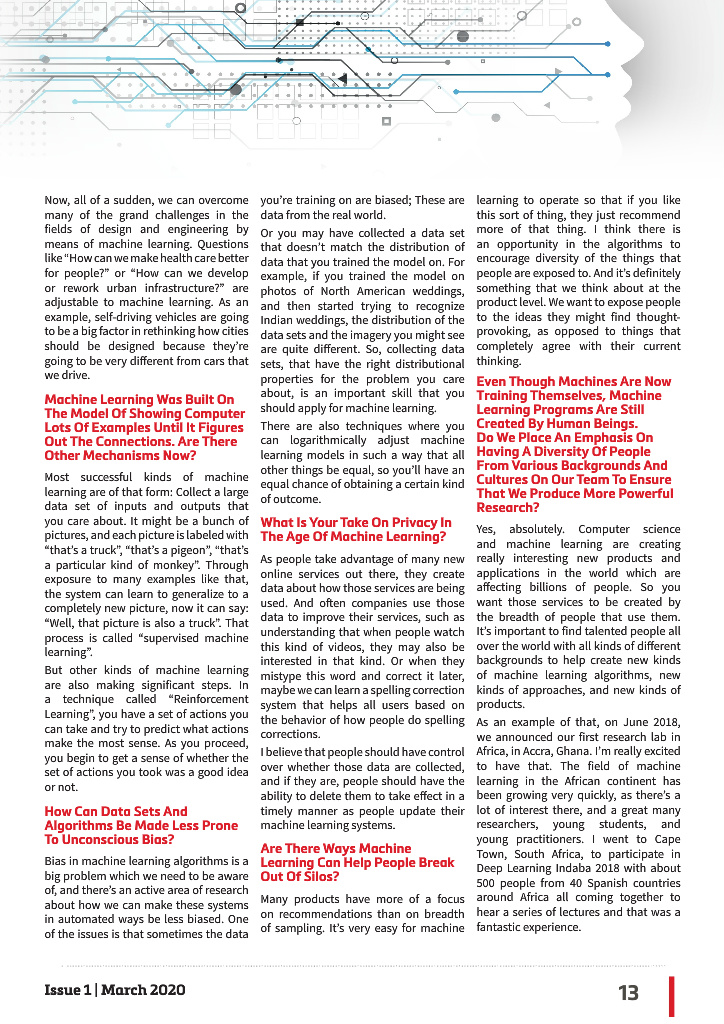 Now, all of a sudden, we can overcome
many of the grand challenges in the
fields of design and engineering by
means of machine learning. Questions
like “How can we make health care better
for people?” or “How can we develop
or rework urban infrastructure?” are
adjustable to machine learning. As an
example, self-driving vehicles are going
to be a big factor in rethinking how cities
should be designed because they’re
going to be very different from cars that
we drive.
Machine Learning Was Built On
The Model Of Showing Computer
Lots Of Examples Until It Figures
Out The Connections. Are There
Other Mechanisms Now?
Most successful kinds of machine
learning are of that form: Collect a large
data set of inputs and outputs that
you care about. It might be a bunch of
pictures, and each picture is labeled with
“that’s a truck”, “that’s a pigeon”, “that’s
a particular kind of monkey”. Through
exposure to many examples like that,
the system can learn to generalize to a
completely new picture, now it can say:
“Well, that picture is also a truck”. That
process is called “supervised machine
learning”.
But other kinds of machine learning
are also making significant steps. In
a technique called “Reinforcement
Learning”, you have a set of actions you
can take and try to predict what actions
make the most sense. As you proceed,
you begin to get a sense of whether the
set of actions you took was a good idea
or not.
How Can Data Sets And
Algorithms Be Made Less Prone
To Unconscious Bias?
Bias in machine learning algorithms is a
big problem which we need to be aware
of, and there’s an active area of research
about how we can make these systems
in automated ways be less biased. One
of the issues is that sometimes the data
you’re training on are biased; These are
data from the real world.
Or you may have collected a data set
that doesn’t match the distribution of
data that you trained the model on. For
example, if you trained the model on
photos of North American weddings,
and then started trying to recognize
Indian weddings, the distribution of the
data sets and the imagery you might see
are quite different. So, collecting data
sets, that have the right distributional
properties for the problem you care
about, is an important skill that you
should apply for machine learning.
There are also techniques where you
can logarithmically adjust machine
learning models in such a way that all
other things be equal, so you’ll have an
equal chance of obtaining a certain kind
of outcome.
What Is Your Take On Privacy In
The Age Of Machine Learning?
As people take advantage of many new
online services out there, they create
data about how those services are being
used. And often companies use those
data to improve their services, such as
understanding that when people watch
this kind of videos, they may also be
interested in that kind. Or when they
mistype this word and correct it later,
maybe we can learn a spelling correction
system that helps all users based on
the behavior of how people do spelling
corrections.
I believe that people should have control
over whether those data are collected,
and if they are, people should have the
ability to delete them to take effect in a
timely manner as people update their
machine learning systems.
Are There Ways Machine
Learning Can Help People Break
Out Of Silos?
Many products have more of a focus
on recommendations than on breadth
of sampling. It’s very easy for machine
learning to operate so that if you like
this sort of thing, they just recommend
more of that thing. I think there is
an opportunity in the algorithms to
encourage diversity of the things that
people are exposed to. And it’s definitely
something that we think about at the
product level. We want to expose people
to the ideas they might find thought-
provoking, as opposed to things that
completely agree with their current
thinking.
Even Though Machines Are Now
Training Themselves, Machine
Learning Programs Are Still
Created By Human Beings.
Do We Place An Emphasis On
Having A Diversity Of People
From Various Backgrounds And
Cultures On Our Team To Ensure
That We Produce More Powerful
Research?
Yes, absolutely. Computer science
and machine learning are creating
really interesting new products and
applications in the world which are
affecting billions of people. So you
want those services to be created by
the breadth of people that use them.
It’s important to find talented people all
over the world with all kinds of different
backgrounds to help create new kinds
of machine learning algorithms, new
kinds of approaches, and new kinds of
products.
As an example of that, on June 2018,
we announced our first research lab in
Africa, in Accra, Ghana. I’m really excited
to have that. The field of machine
learning in the African continent has
been growing very quickly, as there’s a
lot of interest there, and a great many
researchers, young students, and
young practitioners. I went to Cape
Town, South Africa, to participate in
Deep Learning Indaba 2018 with about
500 people from 40 Spanish countries
around Africa all coming together to
hear a series of lectures and that was a
fantastic experience.
Issue 1 | March 2020
13